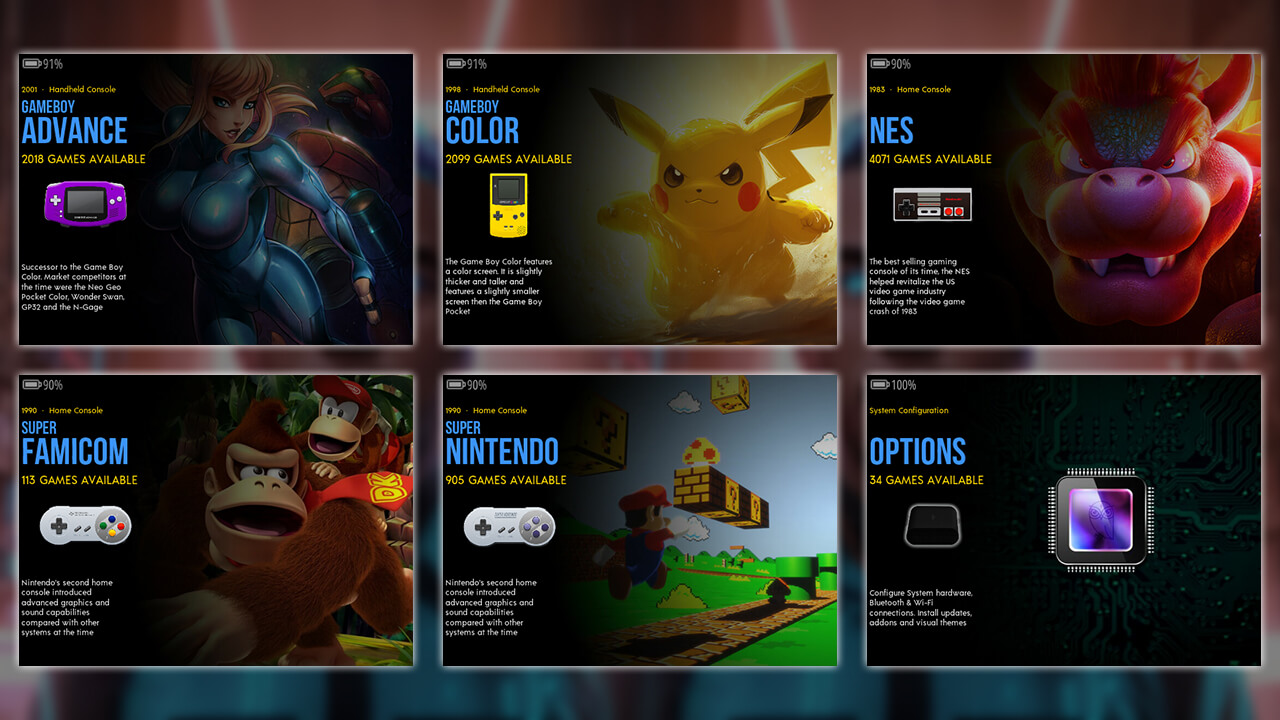 91%
2001 · Handheld Console
GAMEBOY
ADVANCE
2018 GAMES AVAILABLE
Successor to the Game Boy
Color. Market competitors at
the time were the Neo Geo
Pocket Color, Wonder Swan,
GP32 and the N-Gage
91%
1998 · Handheld Console
GAMEBOY
COLOR
2099 GAMES AVAILABLE
The Game Boy Color features
a color screen. It is slightly
thicker and taller and
features a slightly smaller
screen then the Game Boy
Pocket
90%
1983 · Home Console
NES
4071 GAMES AVAILABLE
The best selling gaming
console of its time, the NES
helped revitalize the US
video game industry
following the video game
crash of 1983
90%
1990 · Home Console
SUPER
FAMICOM
113 GAMES AVAILABLE
DK
Nintendo's second home
console introduced
advanced graphics and
sound capabilities
compared with other
systems at the time
90%
1990 · Home Console
SUPER
NINTENDO
905 GAMES AVAILABLE
Nintendo's second home
console introduced
advanced graphics and
sound capabilities
compared with other
systems at the time
100%
System Configuration
OPTIONS
34 GAMES AVAILABLE
Configure System hardware,
Bluetooth & Wi-Fi
connections. Install updates,
addons and visual themes